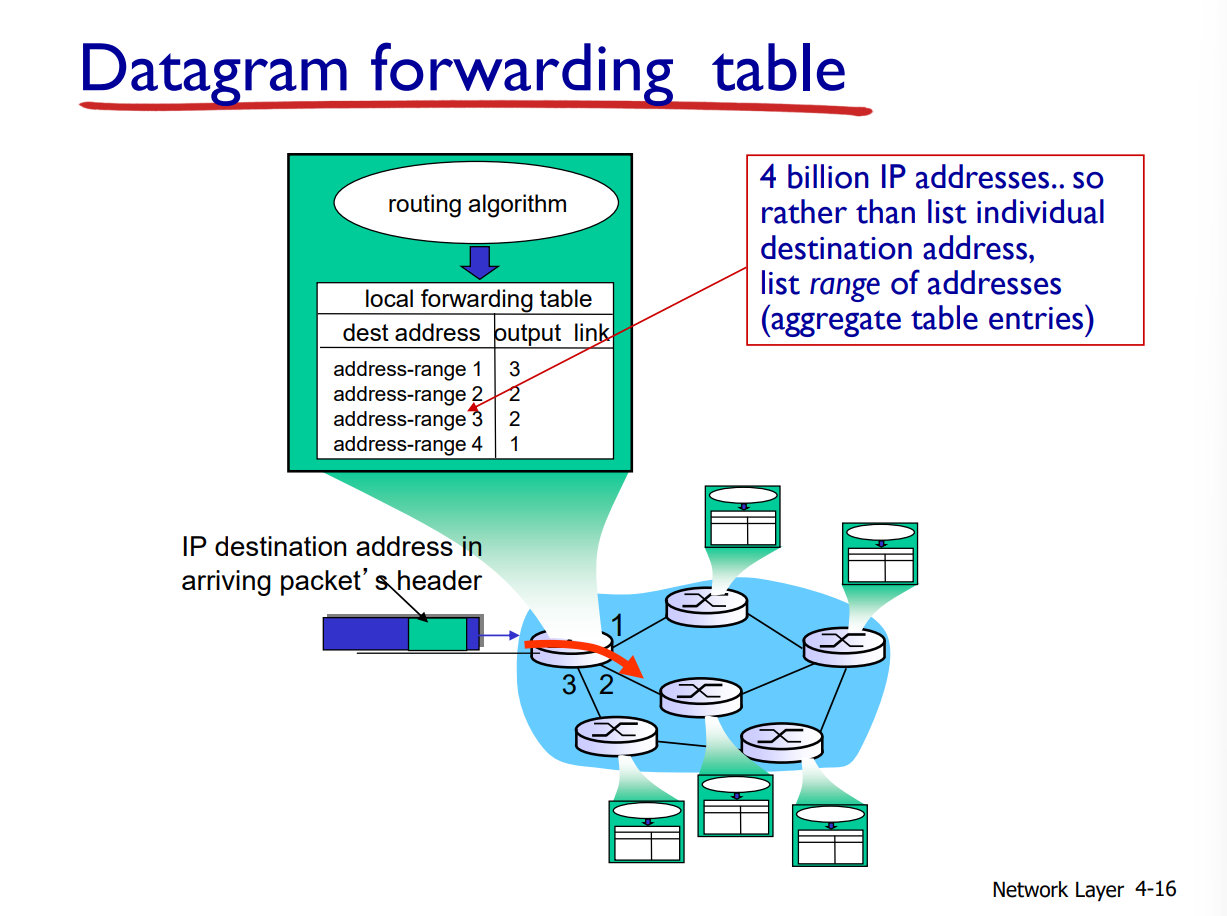 Datagram forwarding table
routing algorithm
local forwarding table
dest address output link
address-range 1 3
address-range 2 2
address-range 3 2
address-range 4 1
4 billion IP addresses.. so
rather than list individual
destination address,
list range of addresses
(aggregate table entries)
IP destination address in
arriving packet’s header
1
3 2
Network Layer 4-16